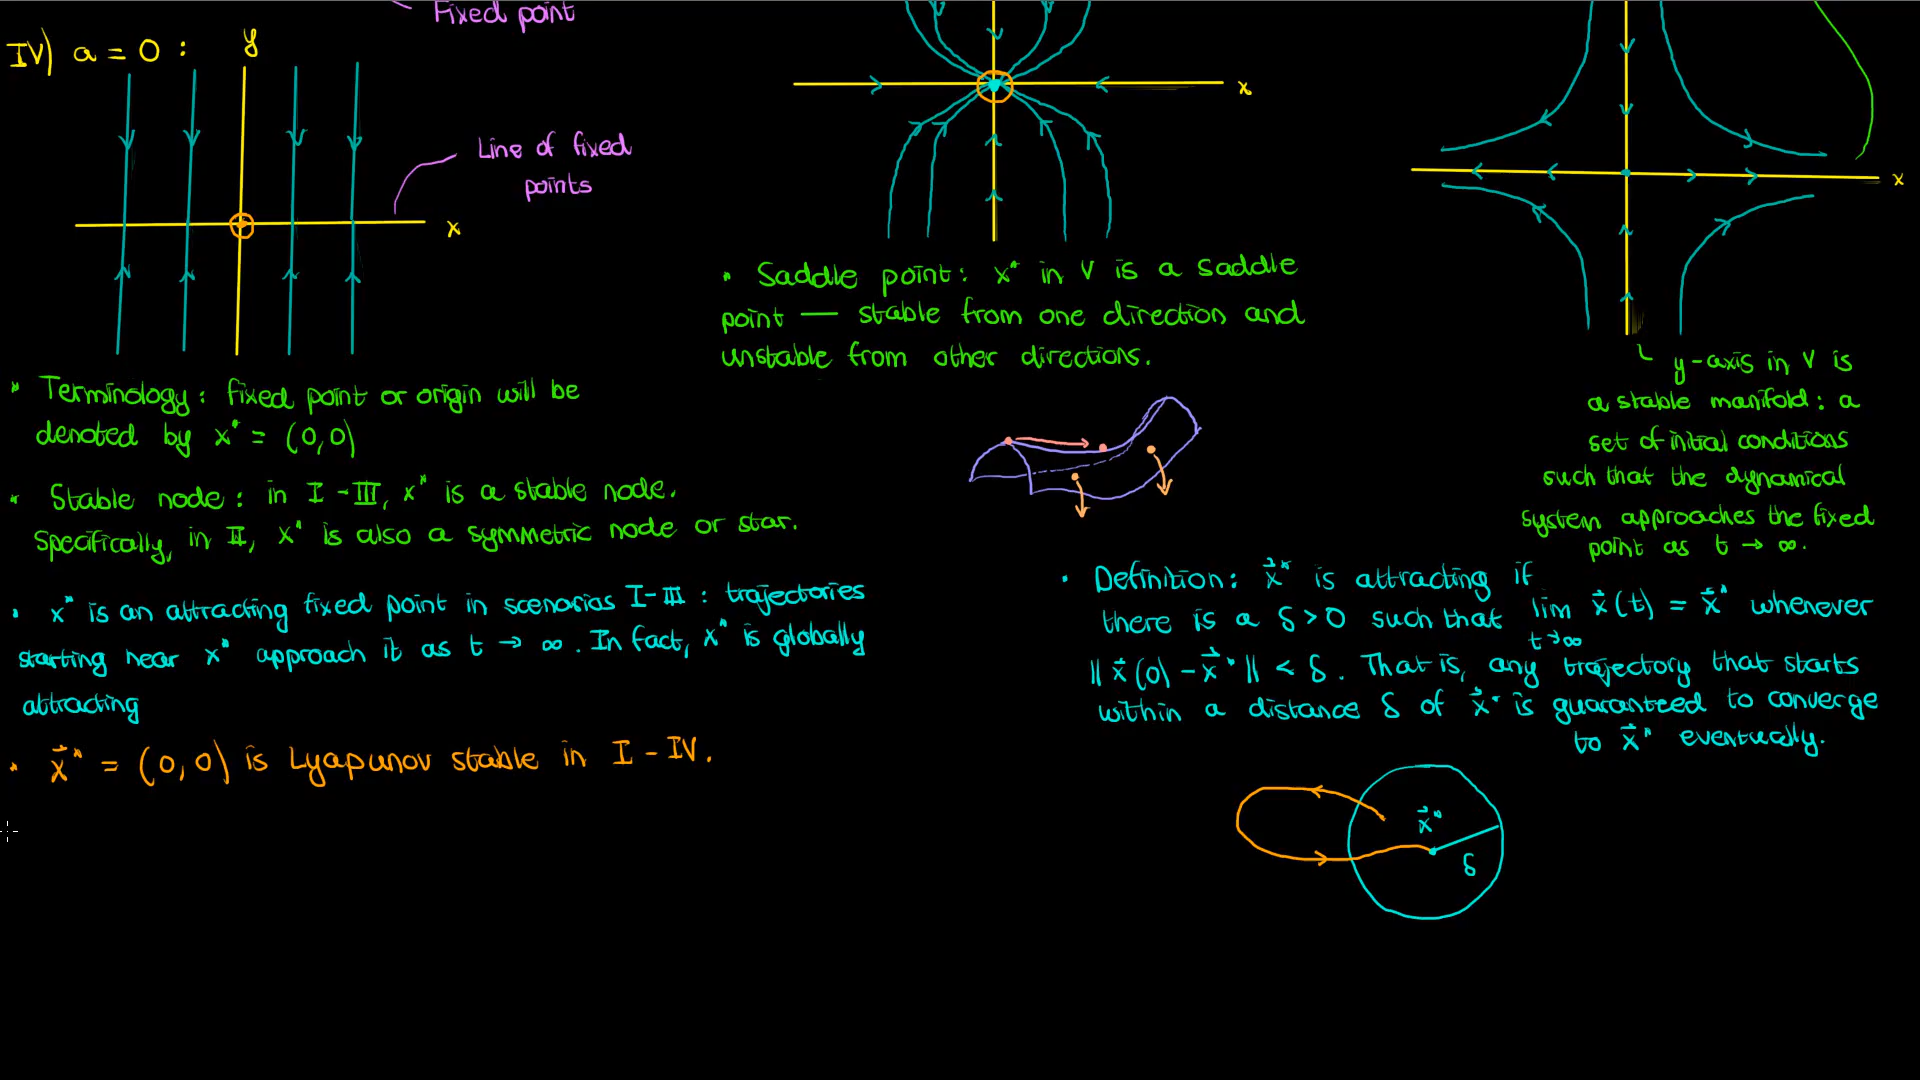 Fixed point
IV) a = 0 :
y
Line of fixed
points
x
x
x
• Terminology: fixed point or origin will be
denoted by x* = (0,0)
• Stable node: in I - III, x* is a stable node.
Specifically, in II, x* is also a symmetric node or star.
• x* is an attracting fixed point in scenarios I-III: trajectories
starting near x* approach it as t → ∞. In fact, x* is globally
attracting
• x⃗* = (0,0) is Lyapunov stable in I - IV.
• Saddle point: x* in V is a saddle
point — stable from one direction and
unstable from other directions.
y-axis in V is
a stable manifold: a
set of initial conditions
such that the dynamical
system approaches the fixed
point as t → ∞.
• Definition: x⃗* is attracting if
there is a δ > 0 such that lim x⃗(t) = x⃗* whenever
t→∞
‖ x⃗(0) - x⃗* ‖ < δ. That is, any trajectory that starts
within a distance δ of x⃗* is guaranteed to converge
to x⃗* eventually.
x⃗*
δ